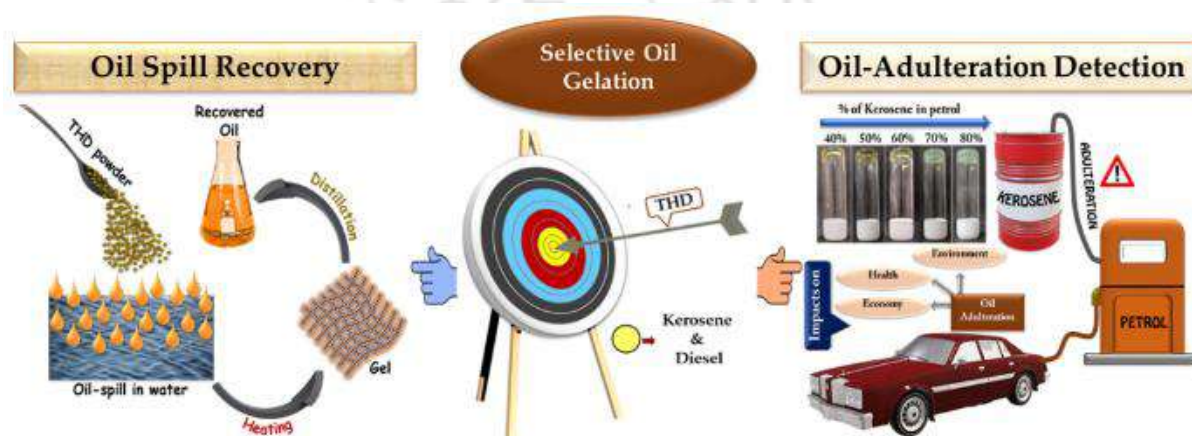 Oil Spill Recovery
THD powder
Recovered
Oil
Distillation
Gel
Heating
Oil-spill in water
Selective Oil
Gelation
THD
Kerosene
&
Diesel
Oil-Adulteration Detection
% of Kerosene in petrol
40% 50% 60% 70% 80%
KEROSENE
ADULTERATION
!
Environment
Health
Economy
Oil
Adulteration
Impacts on
PETROL